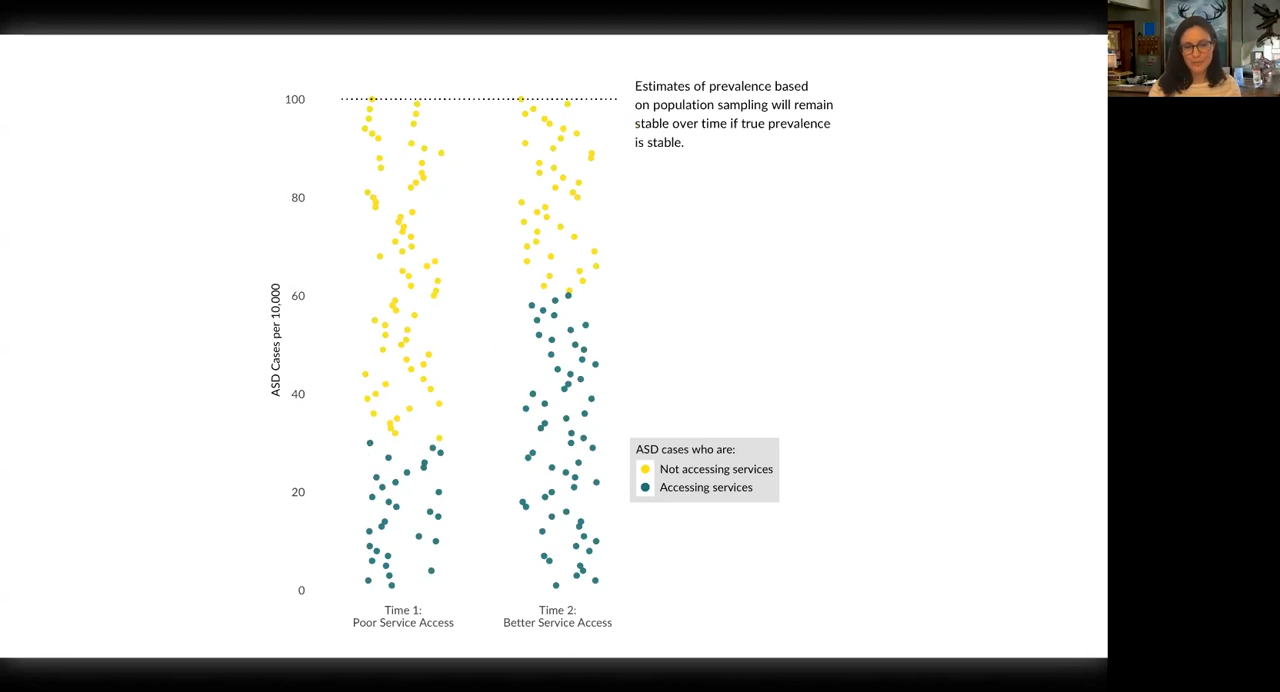 Estimates of prevalence based
on population sampling will remain
stable over time if true prevalence
is stable.
100
80
60
40
20
0
ASD Cases per 10,000
ASD cases who are:
Not accessing services
Accessing services
Time 1:
Poor Service Access
Time 2:
Better Service Access